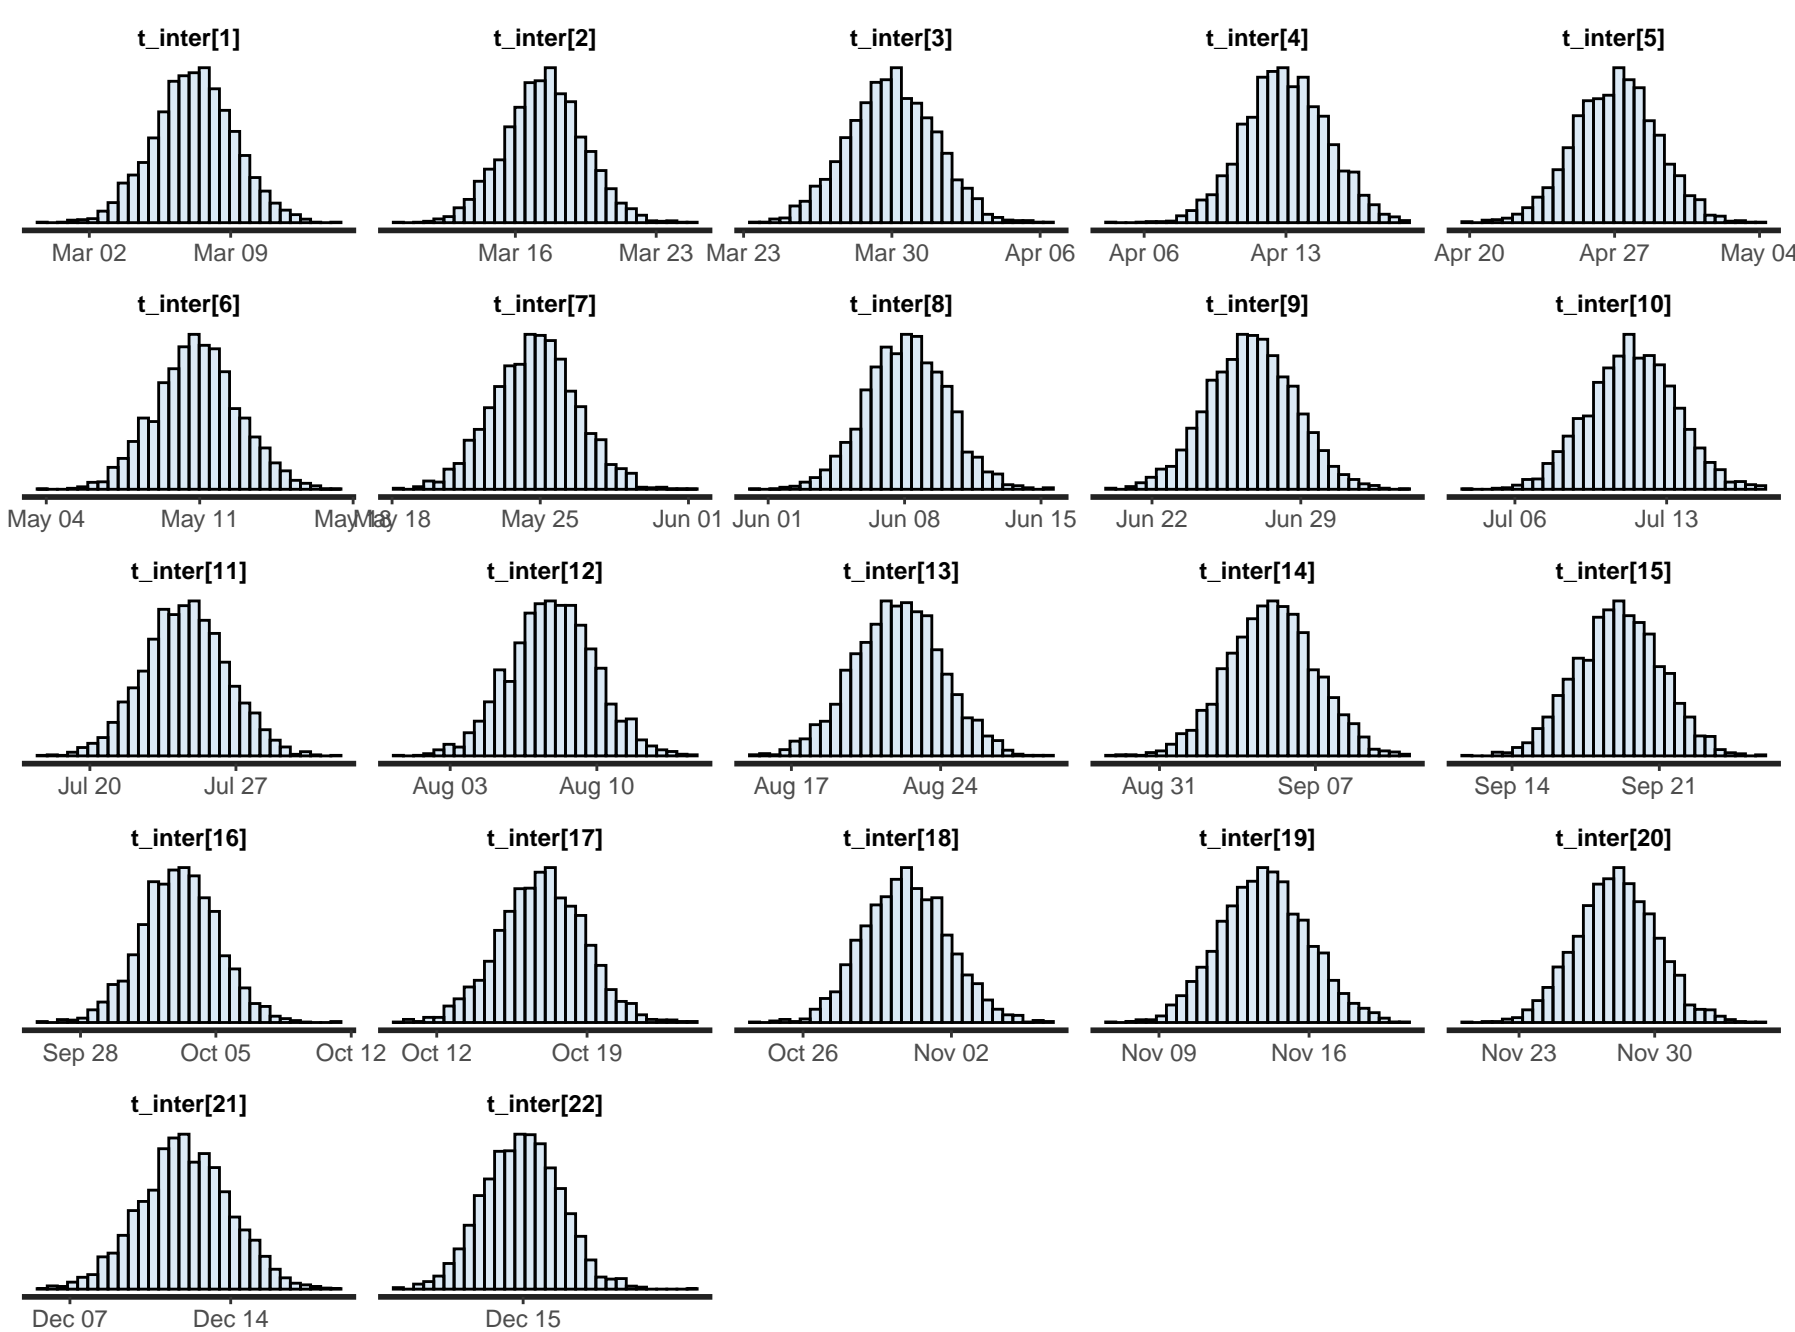 t_inter[1] t_inter[2] t_inter[3] t_inter[4] t_inter[5]
Mar 02 Mar 09 Mar 16 Mar 23 Mar 23 Mar 30 Apr 06 Apr 06 Apr 13 Apr 20 Apr 27 May 04
t_inter[6] t_inter[7] t_inter[8] t_inter[9] t_inter[10]
May 04 May 11 May 18 May 18 May 25 Jun 01 Jun 01 Jun 08 Jun 15 Jun 22 Jun 29 Jul 06 Jul 13
t_inter[11] t_inter[12] t_inter[13] t_inter[14] t_inter[15]
Jul 20 Jul 27 Aug 03 Aug 10 Aug 17 Aug 24 Aug 31 Sep 07 Sep 14 Sep 21
t_inter[16] t_inter[17] t_inter[18] t_inter[19] t_inter[20]
Sep 28 Oct 05 Oct 12 Oct 12 Oct 19 Oct 26 Nov 02 Nov 09 Nov 16 Nov 23 Nov 30
t_inter[21] t_inter[22]
Dec 07 Dec 14 Dec 15